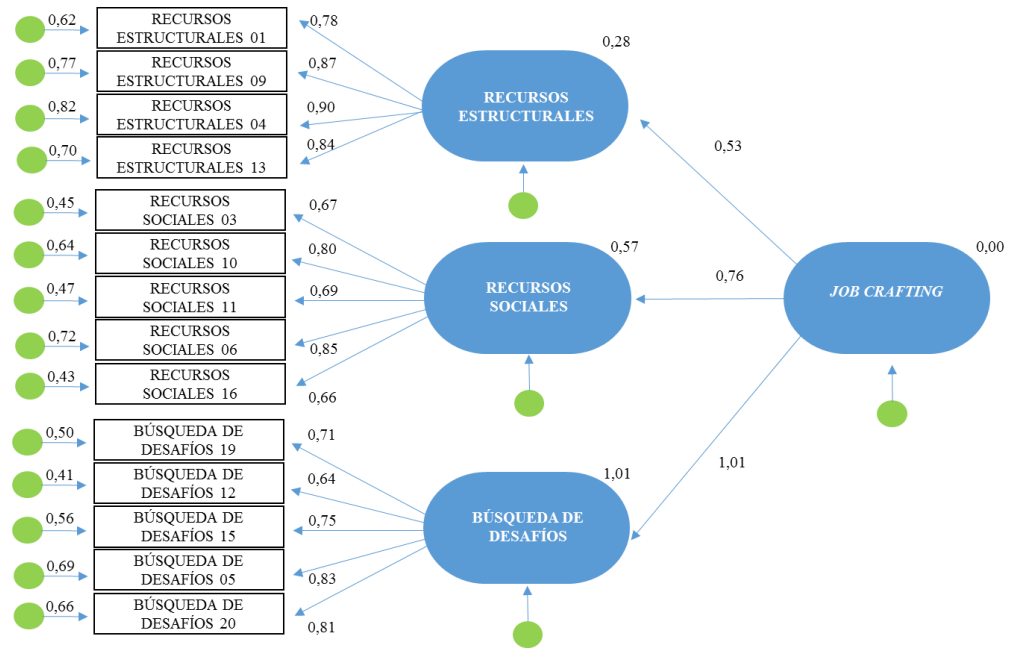 0,62
RECURSOS
ESTRUCTURALES 01
0,78
0,77
RECURSOS
ESTRUCTURALES 09
0,87
0,82
RECURSOS
ESTRUCTURALES 04
0,90
0,70
RECURSOS
ESTRUCTURALES 13
0,84
RECURSOS
ESTRUCTURALES
0,28
0,53
0,45
RECURSOS
SOCIALES 03
0,67
0,64
RECURSOS
SOCIALES 10
0,80
0,47
RECURSOS
SOCIALES 11
0,69
0,72
RECURSOS
SOCIALES 06
0,85
0,43
RECURSOS
SOCIALES 16
0,66
RECURSOS
SOCIALES
0,57
0,76
JOB CRAFTING
0,00
0,50
BÚSQUEDA DE
DESAFÍOS 19
0,71
0,41
BÚSQUEDA DE
DESAFÍOS 12
0,64
0,56
BÚSQUEDA DE
DESAFÍOS 15
0,75
0,69
BÚSQUEDA DE
DESAFÍOS 05
0,83
0,66
BÚSQUEDA DE
DESAFÍOS 20
0,81
BÚSQUEDA DE
DESAFÍOS
1,01
1,01